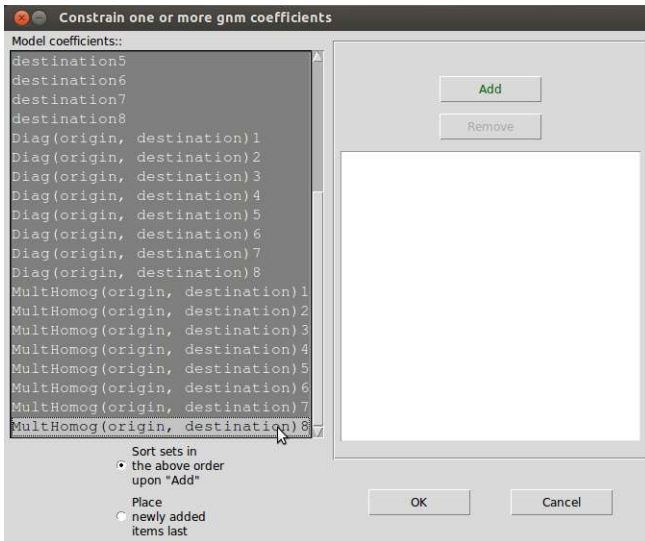 Constrain one or more gnm coefficients
Model coefficients::
destination5
destination6
destination7
destination8
Diag(origin, destination)1
Diag(origin, destination)2
Diag(origin, destination)3
Diag(origin, destination)4
Diag(origin, destination)5
Diag(origin, destination)6
Diag(origin, destination)7
Diag(origin, destination)8
MultHomog(origin, destination)1
MultHomog(origin, destination)2
MultHomog(origin, destination)3
MultHomog(origin, destination)4
MultHomog(origin, destination)5
MultHomog(origin, destination)6
MultHomog(origin, destination)7
MultHomog(origin, destination)8
Sort sets in
the above order
upon "Add"
Place
newly added
items last
Add
Remove
OK
Cancel